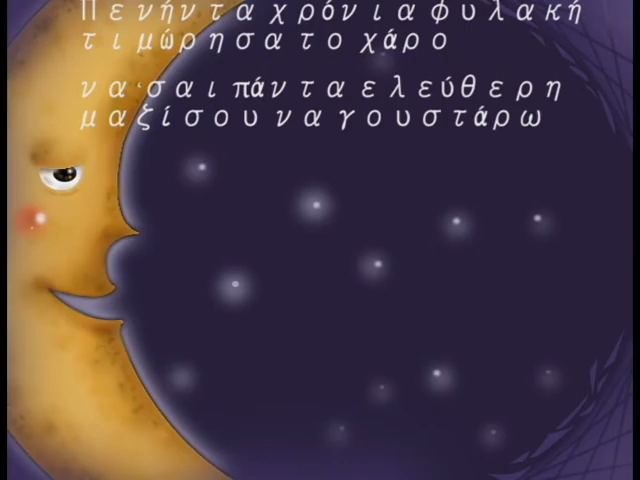 Πενήντα χρόνια φυλακή
τιμώρησα το χάρο
να 'σαι πάντα ελεύθερη
μαζί σου να γουστάρω